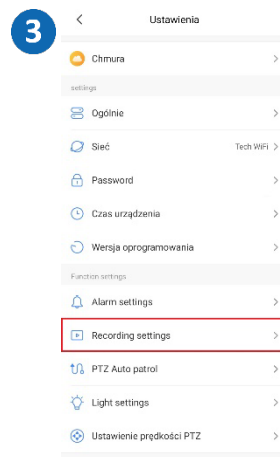 3
Ustawienia
Chmura
settings
Ogólnie
Sieć Tech WiFi
Password
Czas urządzenia
Wersja oprogramowania
Function settings
Alarm settings
Recording settings
PTZ Auto patrol
Light settings
Ustawienie prędkości PTZ